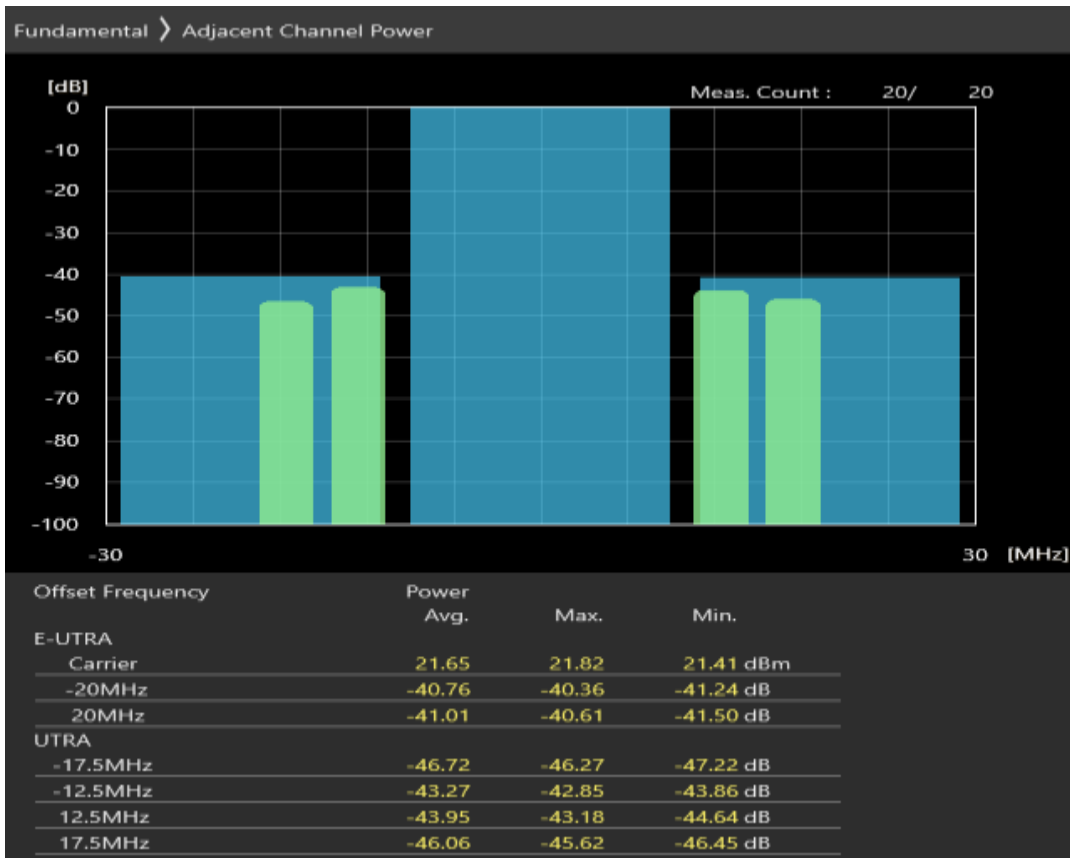 Fundamental 〉 Adjacent Channel Power
[dB]
Meas. Count : 20/ 20
0
-10
-20
-30
-40
-50
-60
-70
-80
-90
-100
-30 30 [MHz]
Offset Frequency Power
Avg. Max. Min.
E-UTRA
Carrier 21.65 21.82 21.41 dBm
-20MHz -40.76 -40.36 -41.24 dB
20MHz -41.01 -40.61 -41.50 dB
UTRA
-17.5MHz -46.72 -46.27 -47.22 dB
-12.5MHz -43.27 -42.85 -43.86 dB
12.5MHz -43.95 -43.18 -44.64 dB
17.5MHz -46.06 -45.62 -46.45 dB